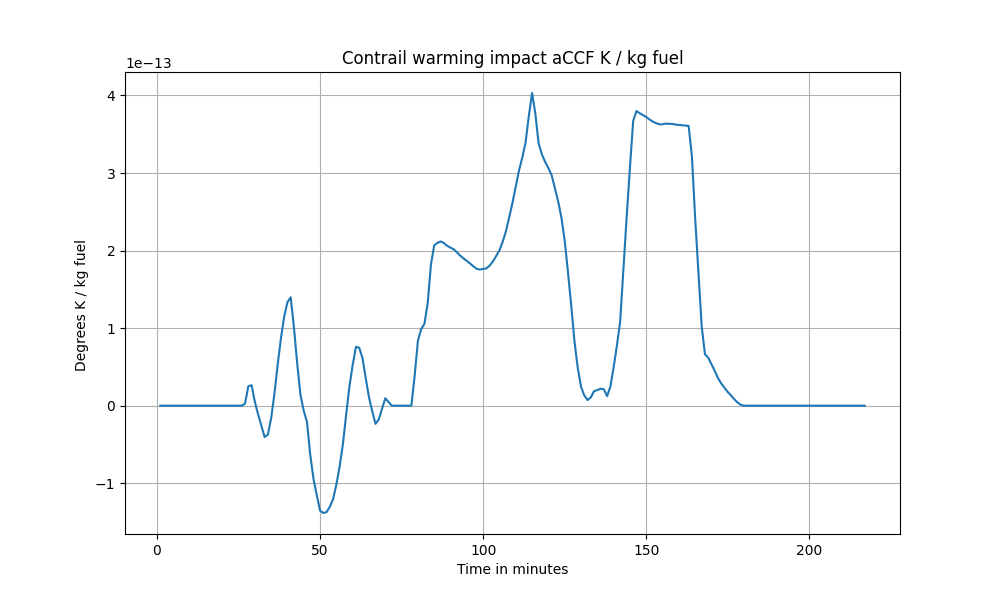 Contrail warming impact aCCF K / kg fuel
1e−13
4
3
2
1
0
−1
Degrees K / kg fuel
0 50 100 150 200
Time in minutes